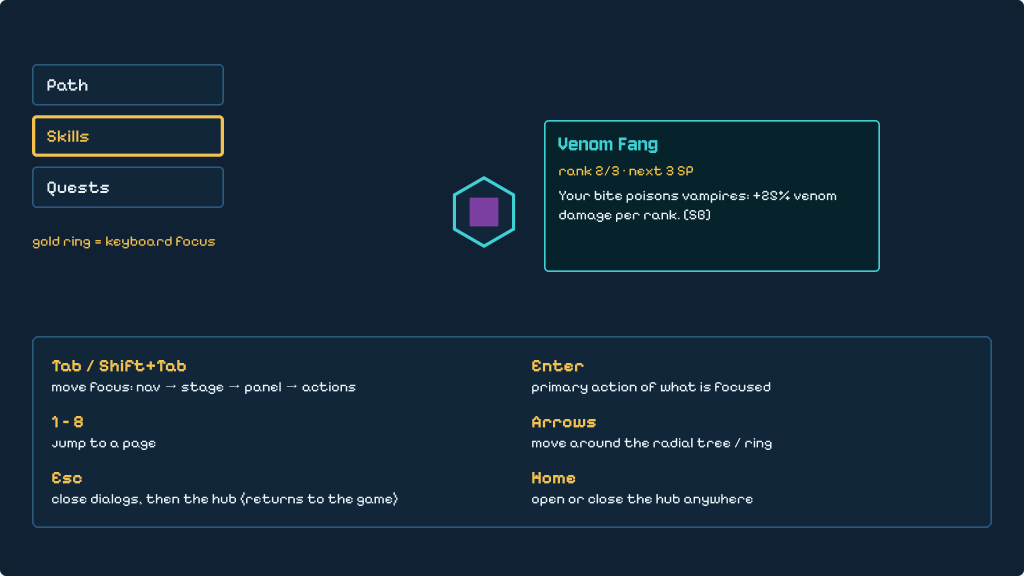 Path
Skills
Quests
gold ring = keyboard focus
Venom Fang
rank 2/3 · next 3 SP
Your bite poisons vampires: +25% venom
damage per rank. (S6)
Tab / Shift+Tab
move focus: nav → stage → panel → actions
1 - 8
jump to a page
Esc
close dialogs, then the hub (returns to the game)
Enter
primary action of what is focused
Arrows
move around the radial tree / ring
Home
open or close the hub anywhere